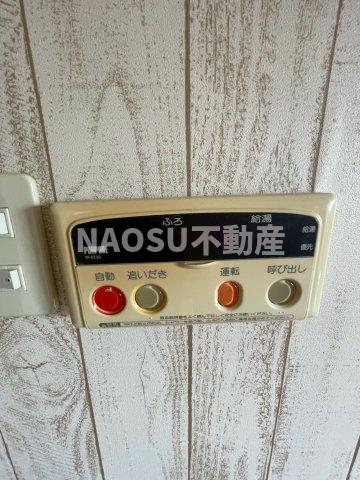 ふろ 給湯
給湯
優先
NAOSU不動産
自動 追いだき 運転 呼び出し